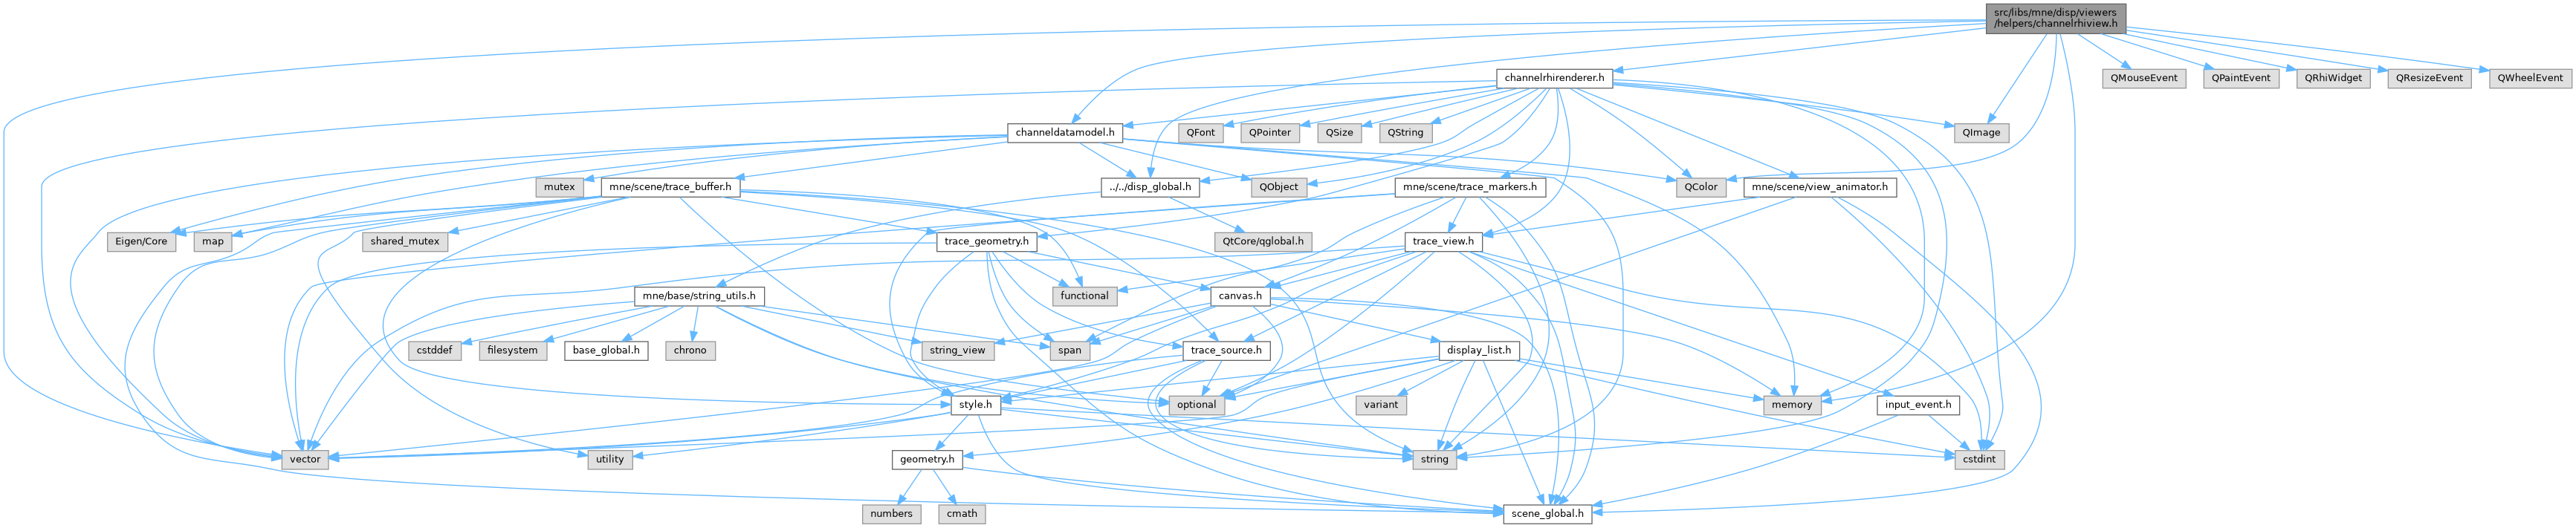 src/libs/mne/disp/viewers
/helpers/channelrhiview.h
channelrhirenderer.h
QMouseEvent
QPaintEvent
QRhiWidget
QResizeEvent
QWheelEvent
channeldatamodel.h
QFont
QPointer
QSize
QString
QImage
mutex
mne/scene/trace_buffer.h
../../disp_global.h
QObject
mne/scene/trace_markers.h
QColor
mne/scene/view_animator.h
Eigen/Core
map
shared_mutex
trace_geometry.h
QtCore/qglobal.h
trace_view.h
mne/base/string_utils.h
functional
canvas.h
cstddef
filesystem
base_global.h
chrono
string_view
span
trace_source.h
display_list.h
style.h
optional
variant
memory
input_event.h
vector
utility
geometry.h
string
cstdint
numbers
cmath
scene_global.h